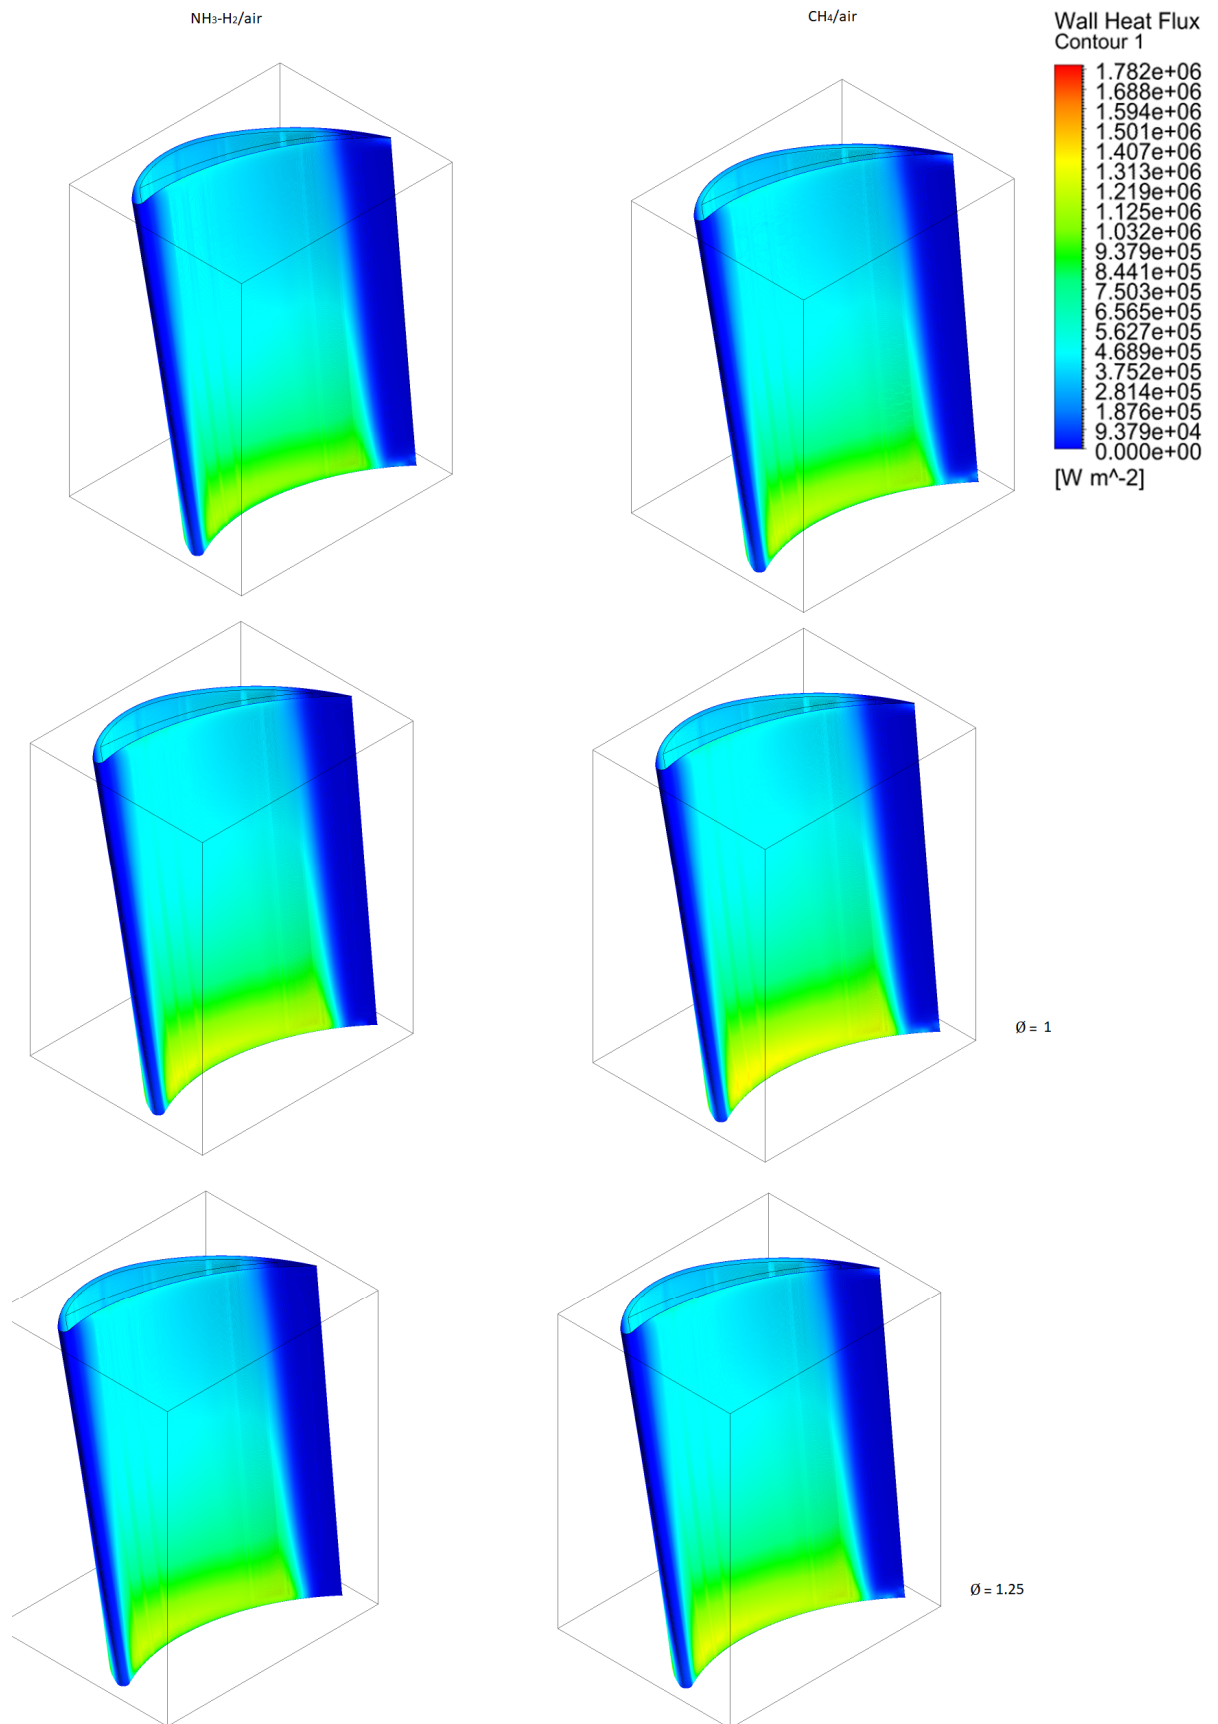 NH₃-H₂/air
CH₄/air
Wall Heat Flux
Contour 1
1.782e+06
1.688e+06
1.594e+06
1.501e+06
1.407e+06
1.313e+06
1.219e+06
1.125e+06
1.032e+06
9.379e+05
8.441e+05
7.503e+05
6.565e+05
5.627e+05
4.689e+05
3.752e+05
2.814e+05
1.876e+05
9.379e+04
0.000e+00
[W m^-2]
Ø = 1
Ø = 1.25